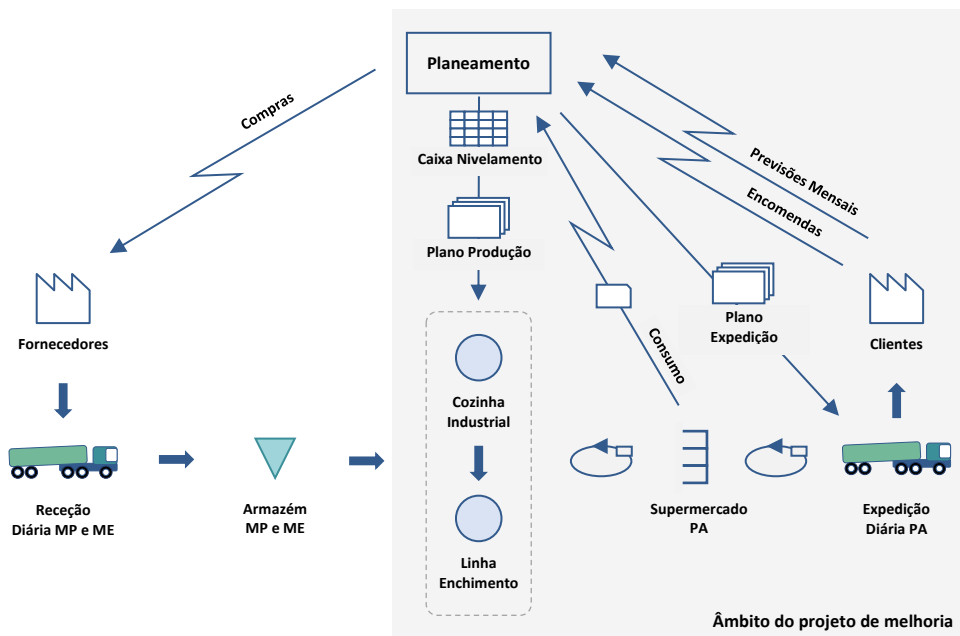 Planeamento
Compras
Caixa Nivelamento
Previsões Mensais
Encomendas
Plano Produção
Plano
Expedição
Fornecedores
Clientes
Consumo
Cozinha
Industrial
Receção
Diária MP e ME
Armazém
MP e ME
Supermercado
PA
Expedição
Diária PA
Linha
Enchimento
Âmbito do projeto de melhoria